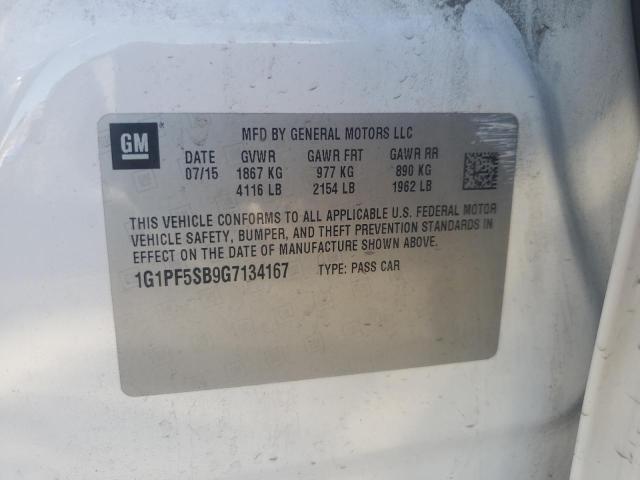 GM
MFD BY GENERAL MOTORS LLC
DATE GVWR GAWR FRT GAWR RR
07/15 1867 KG 977 KG 890 KG
4116 LB 2154 LB 1962 LB
THIS VEHICLE CONFORMS TO ALL APPLICABLE U.S. FEDERAL MOTOR
VEHICLE SAFETY, BUMPER, AND THEFT PREVENTION STANDARDS IN
EFFECT ON THE DATE OF MANUFACTURE SHOWN ABOVE.
1G1PF5SB9G7134167 TYPE: PASS CAR